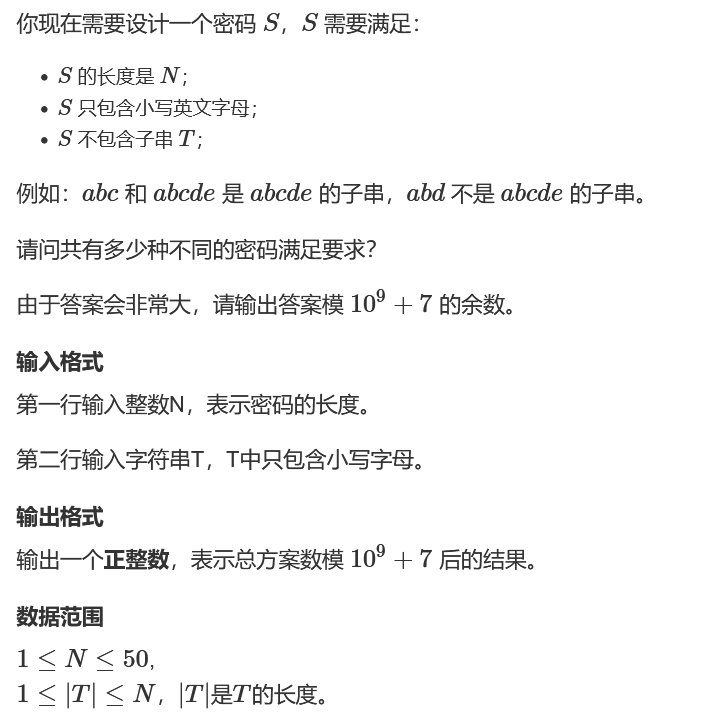 你现在需要设计一个密码 S，S 需要满足：
• S 的长度是 N；
• S 只包含小写英文字母；
• S 不包含子串 T；
例如：abc 和 abcde 是 abcde 的子串，abd 不是 abcde 的子串。
请问共有多少种不同的密码满足要求？
由于答案会非常大，请输出答案模 10⁹ + 7 的余数。
输入格式
第一行输入整数N，表示密码的长度。
第二行输入字符串T，T中只包含小写字母。
输出格式
输出一个正整数，表示总方案数模 10⁹ + 7 后的结果。
数据范围
1 ≤ N ≤ 50,
1 ≤ |T| ≤ N，|T|是T的长度。